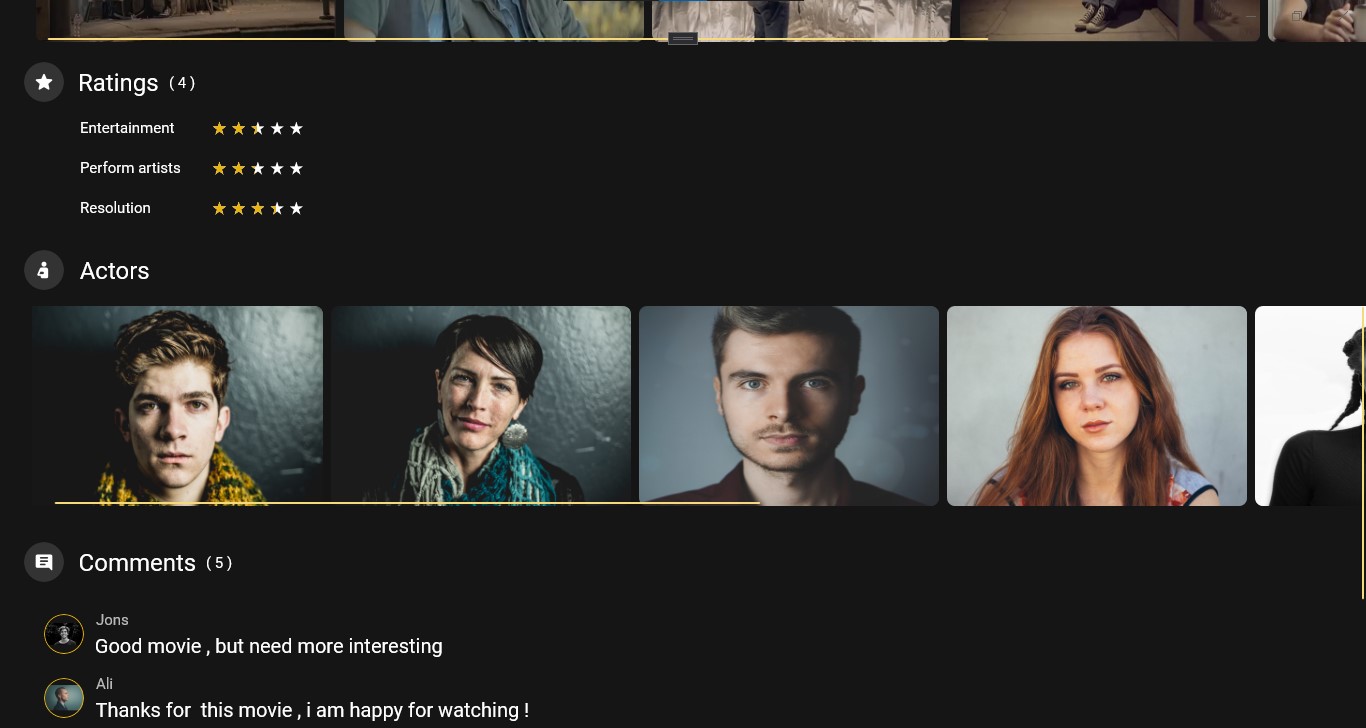 Ratings ( 4 )
Entertainment
Perform artists
Resolution
Actors
Comments ( 5 )
Jons
Good movie , but need more interesting
Ali
Thanks for  this movie , i am happy for watching !